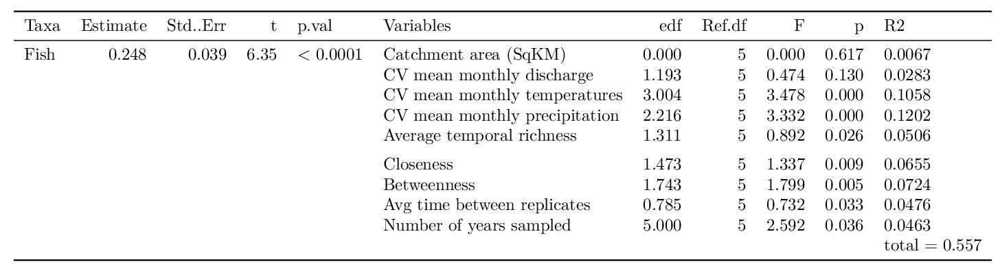 Taxa Estimate Std..Err t p.val Variables edf Ref.df F p R2
Fish 0.248 0.039 6.35 < 0.0001 Catchment area (SqKM) 0.000 5 0.000 0.617 0.0067
CV mean monthly discharge 1.193 5 0.474 0.130 0.0283
CV mean monthly temperatures 3.004 5 3.478 0.000 0.1058
CV mean monthly precipitation 2.216 5 3.332 0.000 0.1202
Average temporal richness 1.311 5 0.892 0.026 0.0506
Closeness 1.473 5 1.337 0.009 0.0655
Betweenness 1.743 5 1.799 0.005 0.0724
Avg time between replicates 0.785 5 0.732 0.033 0.0476
Number of years sampled 5.000 5 2.592 0.036 0.0463
total = 0.557